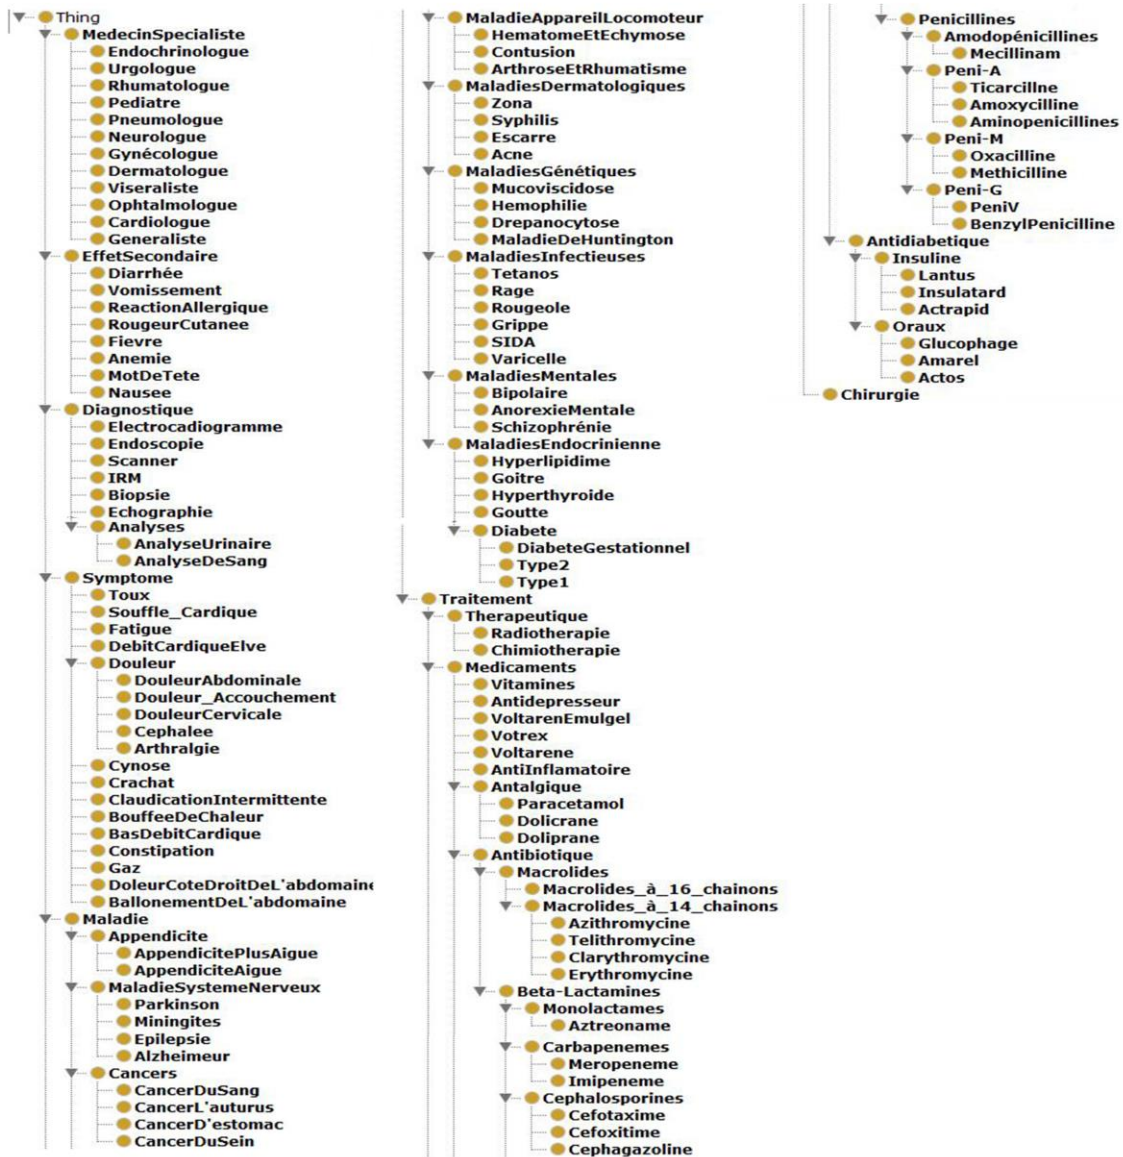 Thing
MedecinSpecialiste
Endochrinologue
Urgologue
Rhumatologue
Pediatre
Pneumologue
Neurologue
Gynécologue
Dermatologue
Viseraliste
Ophtalmologue
Cardiologue
Generaliste
EffetSecondaire
Diarrhée
Vomissement
ReactionAllergique
RougeurCutanee
Fievre
Anemie
MotDeTete
Nausee
Diagnostique
Electrocadiogramme
Endoscopie
Scanner
IRM
Biopsie
Echographie
Analyses
AnalyseUrinaire
AnalyseDeSang
Symptome
Toux
Souffle_Cardique
Fatigue
DebitCardiqueElve
Douleur
DouleurAbdominale
Douleur_Accouchement
DouleurCervicale
Cephalee
Arthralgie
Cynose
Crachat
ClaudicationIntermittente
BouffeeDeChaleur
BasDebitCardique
Constipation
Gaz
DoleurCoteDroitDeL'abdomaine
BallonementDeL'abdomaine
Maladie
Appendicite
AppendicitePlusAigue
AppendiciteAigue
MaladieSystemeNerveux
Parkinson
Miningites
Epilepsie
Alzheimeur
Cancers
CancerDuSang
CancerL'auturus
CancerD'estomac
CancerDuSein
MaladieAppareilLocomoteur
HematomeEtEchymose
Contusion
ArthroseEtRhumatisme
MaladiesDermatologiques
Zona
Syphilis
Escarre
Acne
MaladiesGénétiques
Mucoviscidose
Hemophilie
Drepanocytose
MaladieDeHuntington
MaladiesInfectieuses
Tetanos
Rage
Rougeole
Grippe
SIDA
Varicelle
MaladiesMentales
Bipolaire
AnorexieMentale
Schizophrénie
MaladiesEndocrinienne
Hyperlipidime
Goitre
Hyperthyroide
Goutte
Diabete
DiabeteGestationnel
Type2
Type1
Traitement
Therapeutique
Radiotherapie
Chimiotherapie
Medicaments
Vitamines
Antidepresseur
VoltarenEmulgel
Votrex
Voltarene
AntiInflamatoire
Antalgique
Paracetamol
Dolicrane
Doliprane
Antibiotique
Macrolides
Macrolides_à_16_chainons
Macrolides_à_14_chainons
Azithromycine
Telithromycine
Clarythromycine
Erythromycine
Beta-Lactamines
Monolactames
Aztreoname
Carbapenemes
Meropeneme
Imipeneme
Cephalosporines
Cefotaxime
Cefoxitime
Cephagazoline
Penicillines
Amodopénicillines
Mecillinam
Peni-A
Ticarcillne
Amoxycilline
Aminopenicillines
Peni-M
Oxacilline
Methicilline
Peni-G
PeniV
BenzylPenicilline
Antidiabetique
Insuline
Lantus
Insulatard
Actrapid
Oraux
Glucophage
Amarel
Actos
Chirurgie